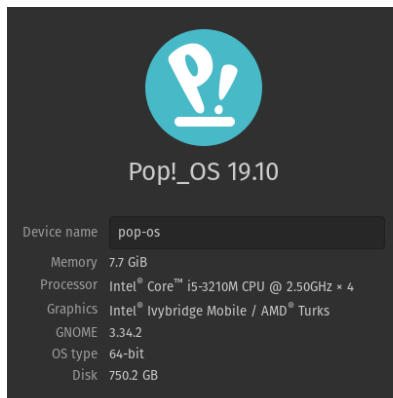 P!
Pop!_OS 19.10
Device name pop-os
Memory 7.7 GiB
Processor Intel® Core™ i5-3210M CPU @ 2.50GHz × 4
Graphics Intel® Ivybridge Mobile / AMD® Turks
GNOME 3.34.2
OS type 64-bit
Disk 750.2 GB